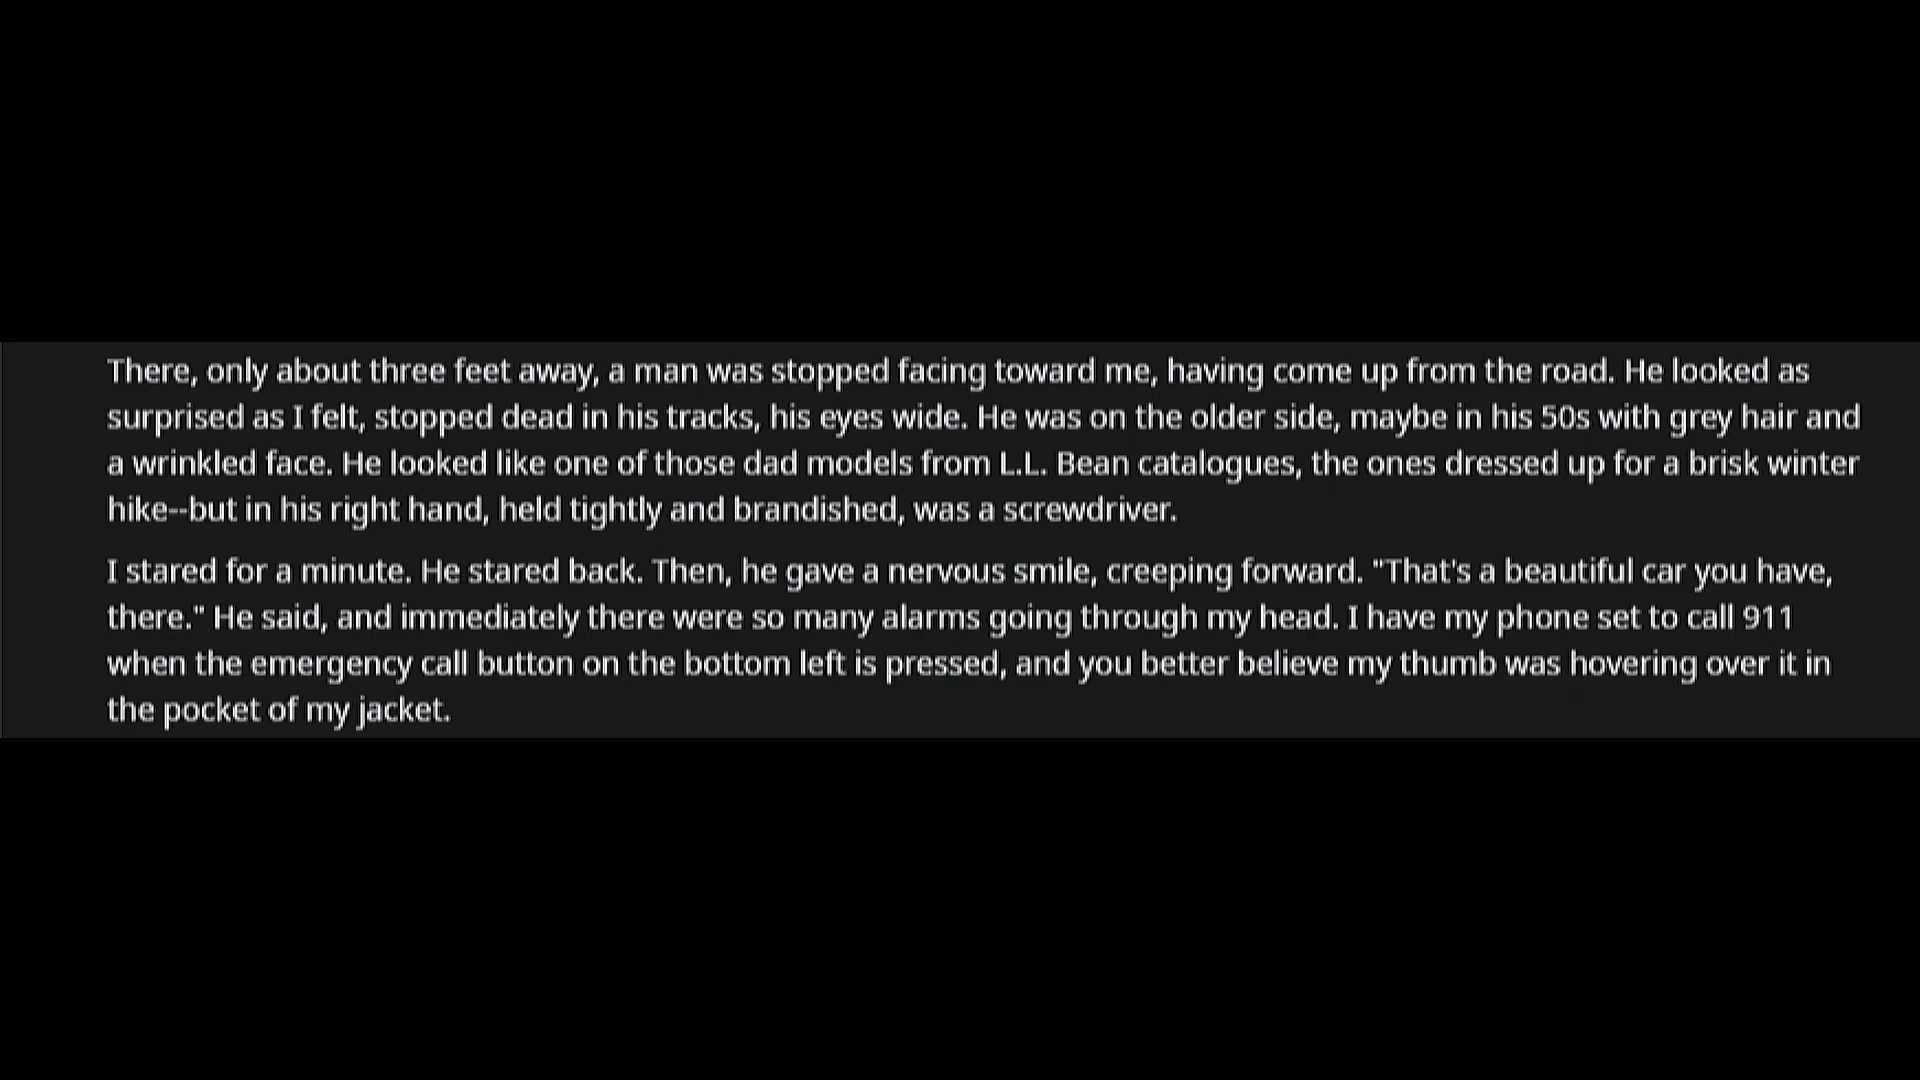 There, only about three feet away, a man was stopped facing toward me, having come up from the road. He looked as
surprised as I felt, stopped dead in his tracks, his eyes wide. He was on the older side, maybe in his 50s with grey hair and
a wrinkled face. He looked like one of those dad models from L.L. Bean catalogues, the ones dressed up for a brisk winter
hike--but in his right hand, held tightly and brandished, was a screwdriver.
I stared for a minute. He stared back. Then, he gave a nervous smile, creeping forward. "That's a beautiful car you have,
there." He said, and immediately there were so many alarms going through my head. I have my phone set to call 911
when the emergency call button on the bottom left is pressed, and you better believe my thumb was hovering over it in
the pocket of my jacket.